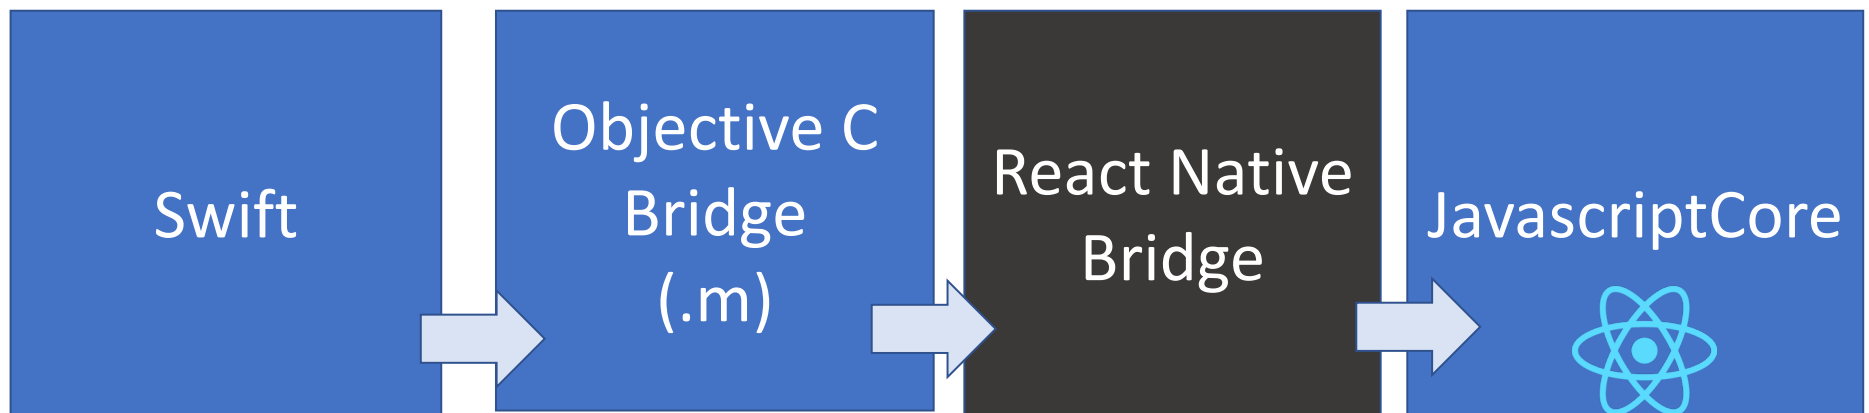 Swift
Objective C
Bridge
(.m)
React Native
Bridge
JavascriptCore